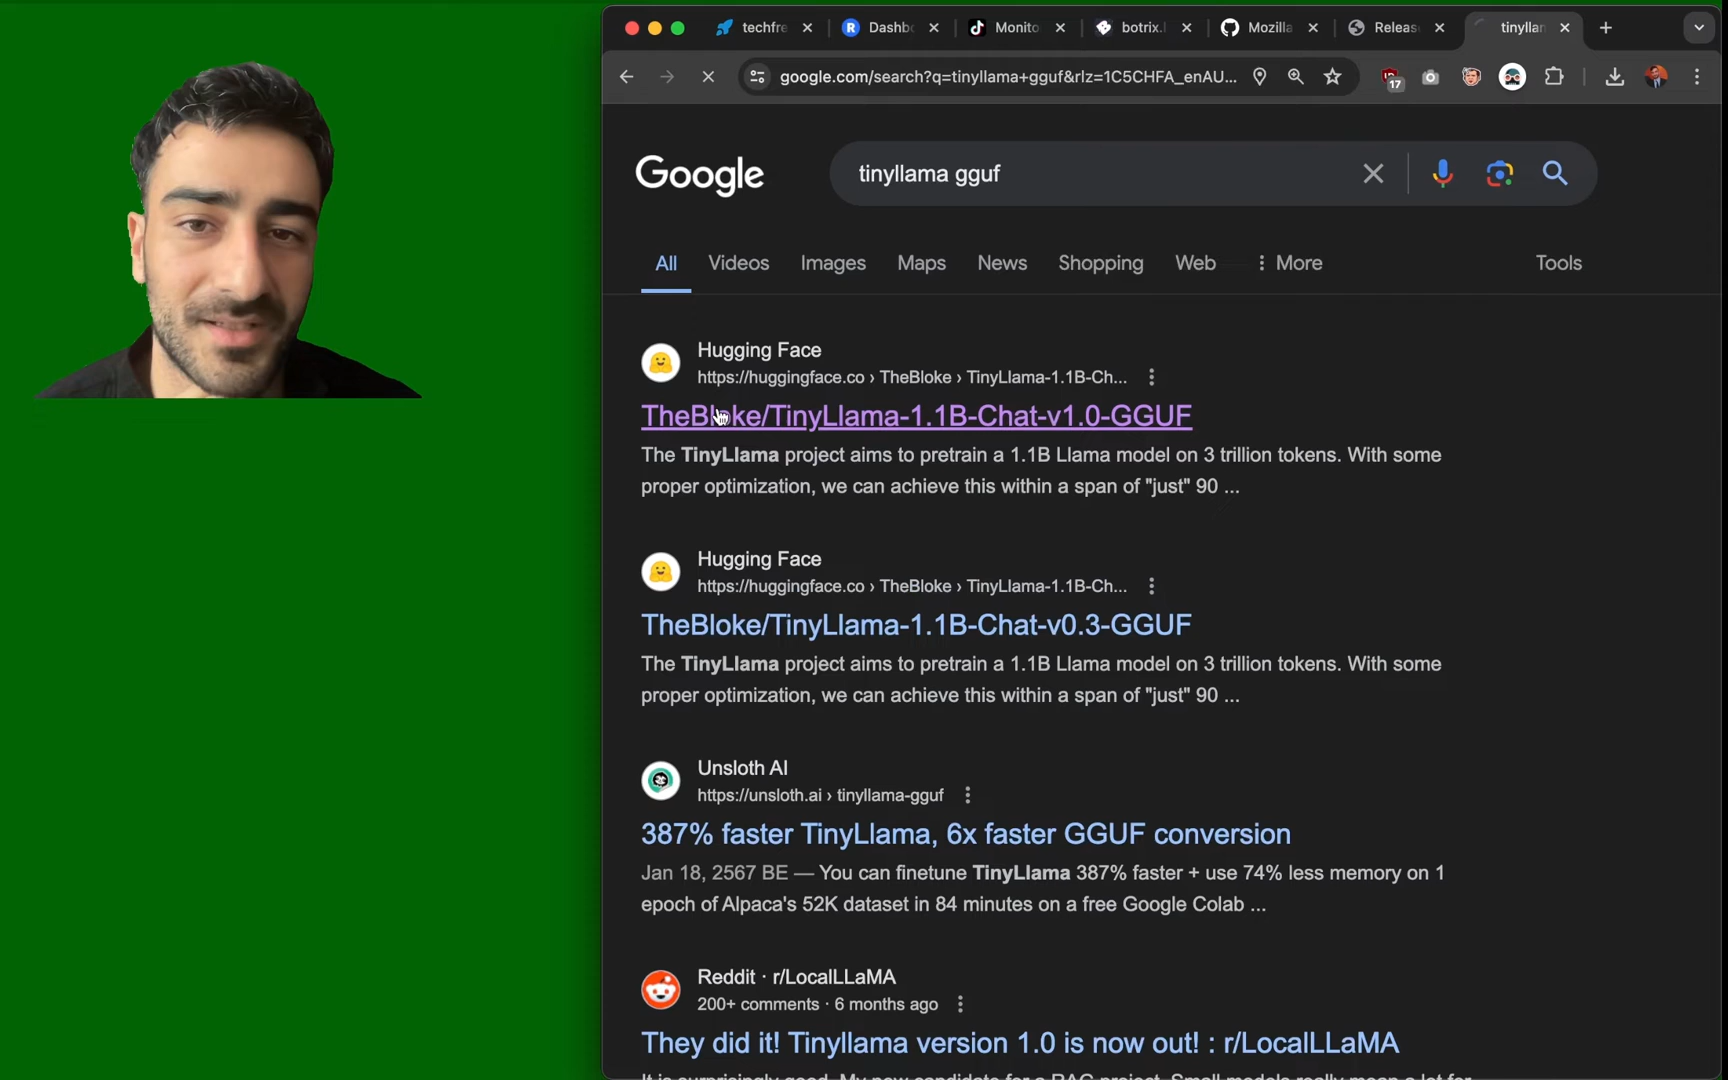 techfre
Dashb
Monito
botrix.
Mozilla
Releas
tinyllam
google.com/search?q=tinyllama+gguf&rlz=1C5CHFA_enAU...
17
Google
tinyllama gguf
All Videos Images Maps News Shopping Web More Tools
Hugging Face
https://huggingface.co › TheBloke › TinyLlama-1.1B-Ch...
TheBloke/TinyLlama-1.1B-Chat-v1.0-GGUF
The TinyLlama project aims to pretrain a 1.1B Llama model on 3 trillion tokens. With some
proper optimization, we can achieve this within a span of "just" 90 ...
Hugging Face
https://huggingface.co › TheBloke › TinyLlama-1.1B-Ch...
TheBloke/TinyLlama-1.1B-Chat-v0.3-GGUF
The TinyLlama project aims to pretrain a 1.1B Llama model on 3 trillion tokens. With some
proper optimization, we can achieve this within a span of "just" 90 ...
Unsloth AI
https://unsloth.ai › tinyllama-gguf
387% faster TinyLlama, 6x faster GGUF conversion
Jan 18, 2567 BE — You can finetune TinyLlama 387% faster + use 74% less memory on 1
epoch of Alpaca's 52K dataset in 84 minutes on a free Google Colab ...
Reddit · r/LocalLLaMA
200+ comments · 6 months ago
They did it! Tinyllama version 1.0 is now out! : r/LocalLLaMA